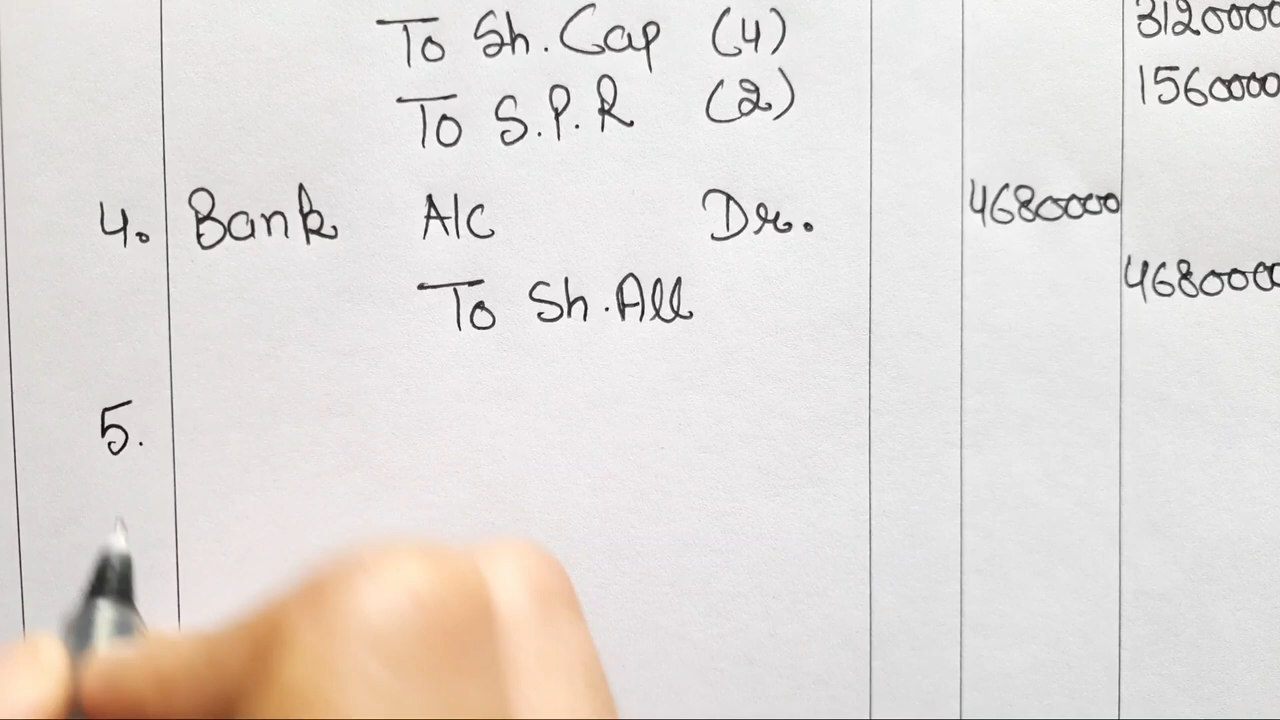 To Sh. Cap (4) 3120000
To S.P.R (2) 1560000
4. Bank A/C Dr. 4680000
To Sh. All 4680000
5.